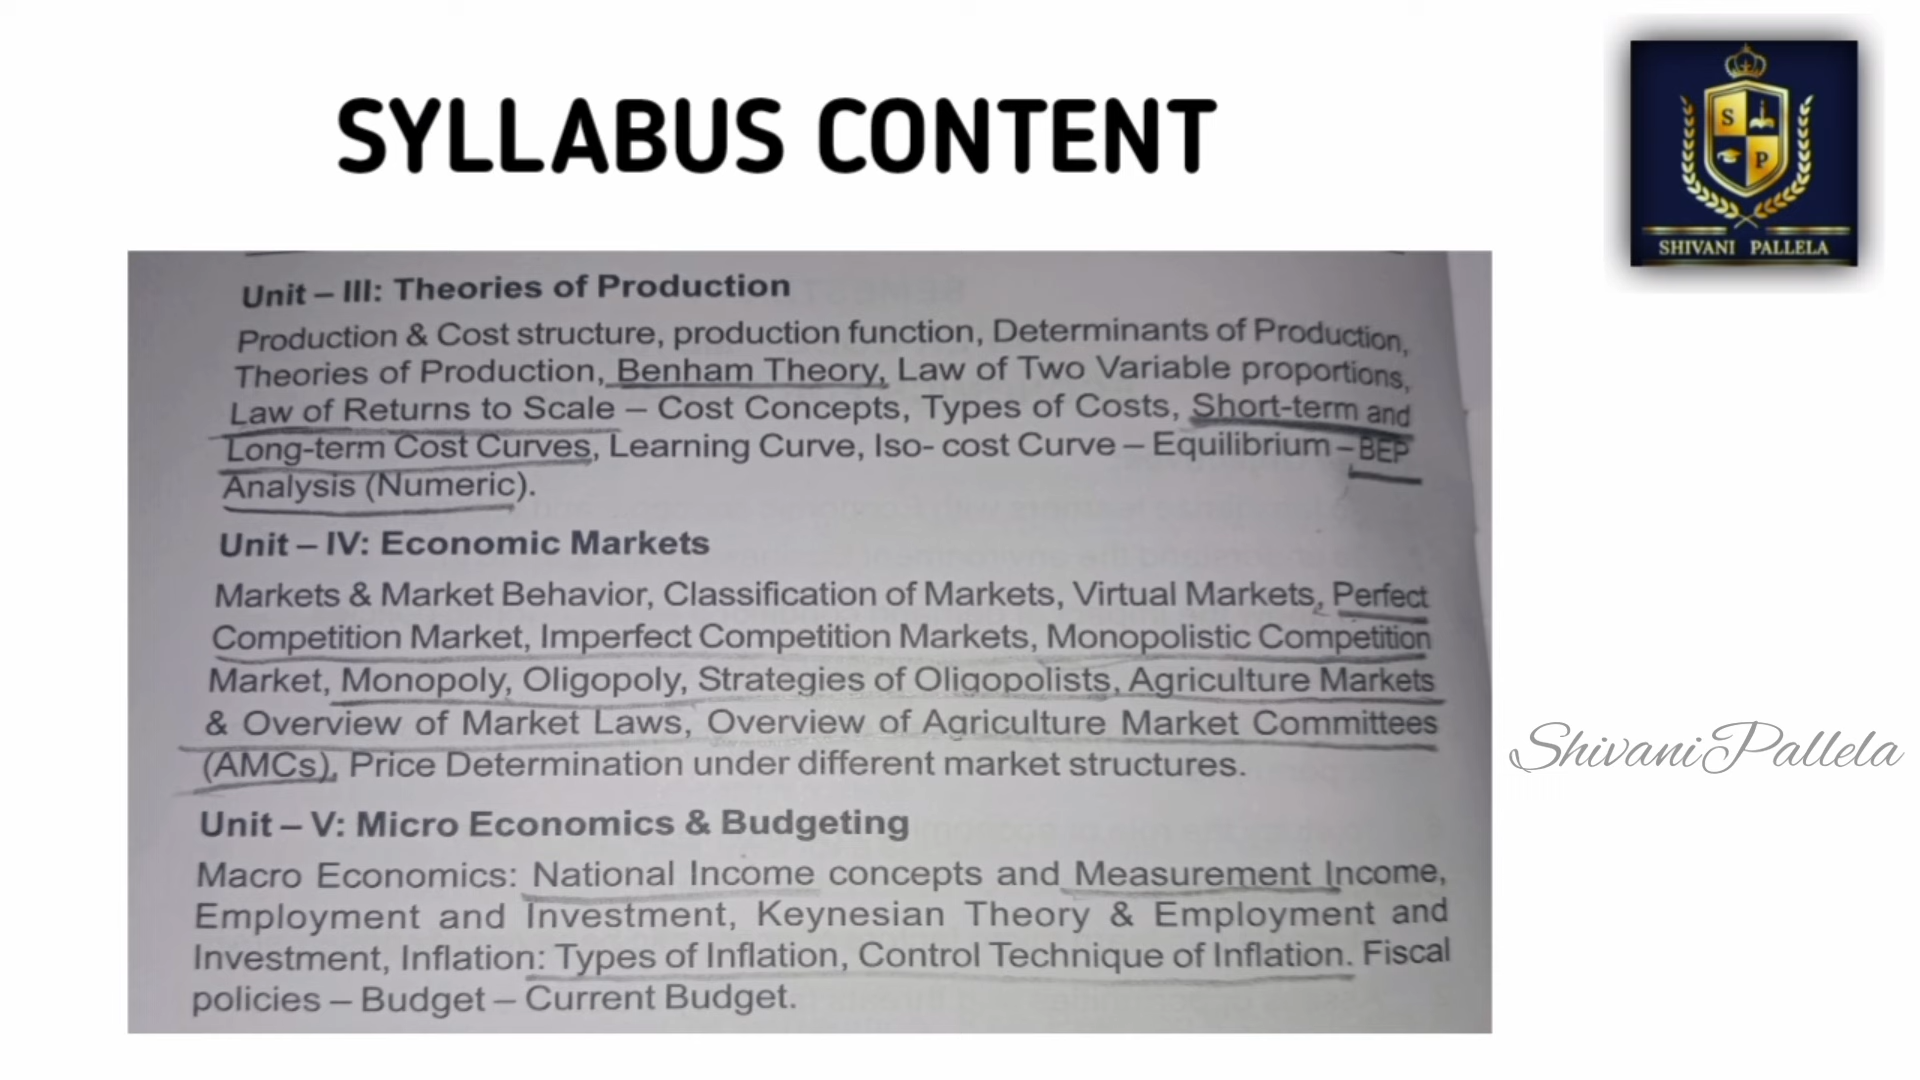 SYLLABUS CONTENT
S
P
SHIVANI PALLELA
Unit – III: Theories of Production
Production & Cost structure, production function, Determinants of Production,
Theories of Production, Benham Theory, Law of Two Variable proportions,
Law of Returns to Scale – Cost Concepts, Types of Costs, Short-term and
Long-term Cost Curves, Learning Curve, Iso- cost Curve – Equilibrium – BEP
Analysis (Numeric).
Unit – IV: Economic Markets
Markets & Market Behavior, Classification of Markets, Virtual Markets, Perfect
Competition Market, Imperfect Competition Markets, Monopolistic Competition
Market, Monopoly, Oligopoly, Strategies of Oligopolists, Agriculture Markets
& Overview of Market Laws, Overview of Agriculture Market Committees
(AMCs), Price Determination under different market structures.
Unit – V: Micro Economics & Budgeting
Macro Economics: National Income concepts and Measurement Income,
Employment and Investment, Keynesian Theory & Employment and
Investment, Inflation: Types of Inflation, Control Technique of Inflation. Fiscal
policies – Budget – Current Budget.
Shivani Pallela